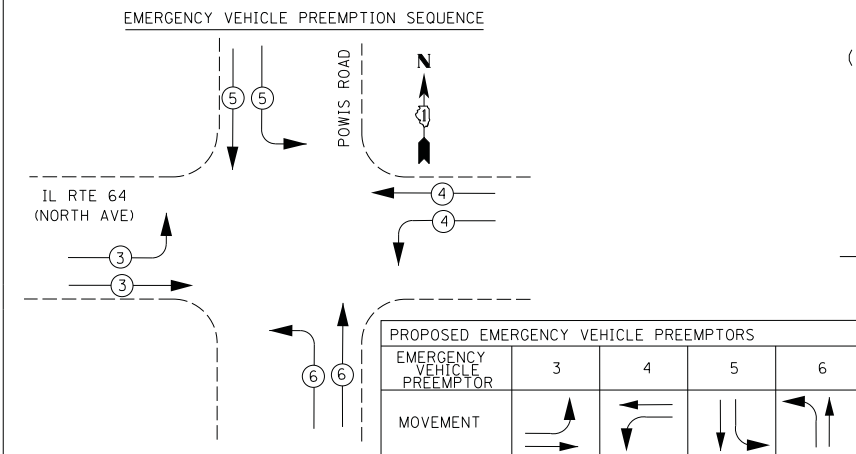 EMERGENCY VEHICLE PREEMPTION SEQUENCE
POWIS ROAD
N
1
5 5
IL RTE 64
(NORTH AVE)
4
4
3
3
6 6
(
PROPOSED EMERGENCY VEHICLE PREEMPTORS
EMERGENCY
VEHICLE
PREEMPTOR
3 4 5 6
MOVEMENT